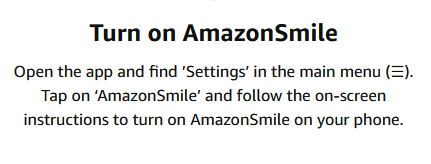 Turn on AmazonSmile
Open the app and find ‘Settings’ in the main menu (☰).
Tap on ‘AmazonSmile’ and follow the on-screen
instructions to turn on AmazonSmile on your phone.